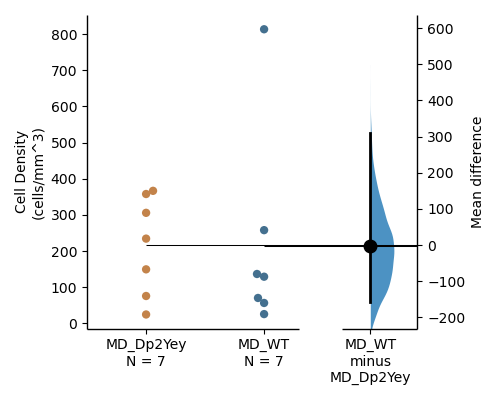 800
700
600
500
400
300
200
100
0
Cell Density
(cells/mm^3)
MD_Dp2Yey
N = 7
MD_WT
N = 7
600
500
400
300
200
100
0
−100
−200
Mean difference
MD_WT
minus
MD_Dp2Yey